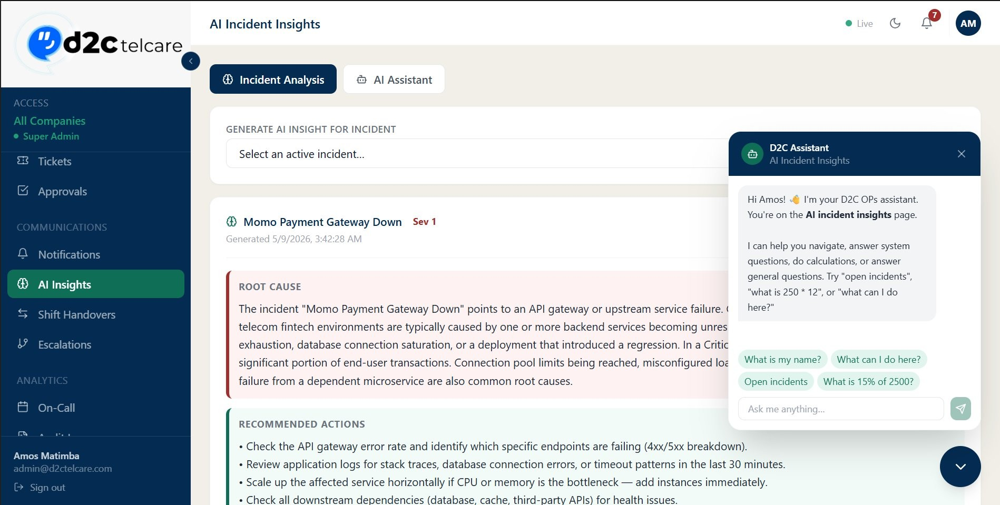 d2c telcare
ACCESS
All Companies
Super Admin
Tickets
Approvals
COMMUNICATIONS
Notifications
AI Insights
Shift Handovers
Escalations
ANALYTICS
On-Call
Amos Matimba
admin@d2ctelcare.com
Sign out
AI Incident Insights
Live
7
AM
Incident Analysis
AI Assistant
GENERATE AI INSIGHT FOR INCIDENT
Select an active incident...
Momo Payment Gateway Down Sev 1
Generated 5/9/2026, 3:42:28 AM
ROOT CAUSE
The incident "Momo Payment Gateway Down" points to an API gateway or upstream service failure.
telecom fintech environments are typically caused by one or more backend services becoming
exhaustion, database connection saturation, or a deployment that introduced a regression. In a
significant portion of end-user transactions. Connection pool limits being reached, misconfigured
failure from a dependent microservice are also common root causes.
RECOMMENDED ACTIONS
• Check the API gateway error rate and identify which specific endpoints are failing (4xx/5xx breakdown).
• Review application logs for stack traces, database connection errors, or timeout patterns in the last 30 minutes.
• Scale up the affected service horizontally if CPU or memory is the bottleneck — add instances immediately.
• Check all downstream dependencies (database, cache, third-party APIs) for health issues.
D2C Assistant
AI Incident Insights
Hi Amos! 👋 I'm your D2C OPs assistant.
You're on the AI incident insights page.
I can help you navigate, answer system
questions, do calculations, or answer
general questions. Try "open incidents",
"what is 250 * 12", or "what can I do
here?"
What is my name?
What can I do here?
Open incidents
What is 15% of 2500?
Ask me anything...